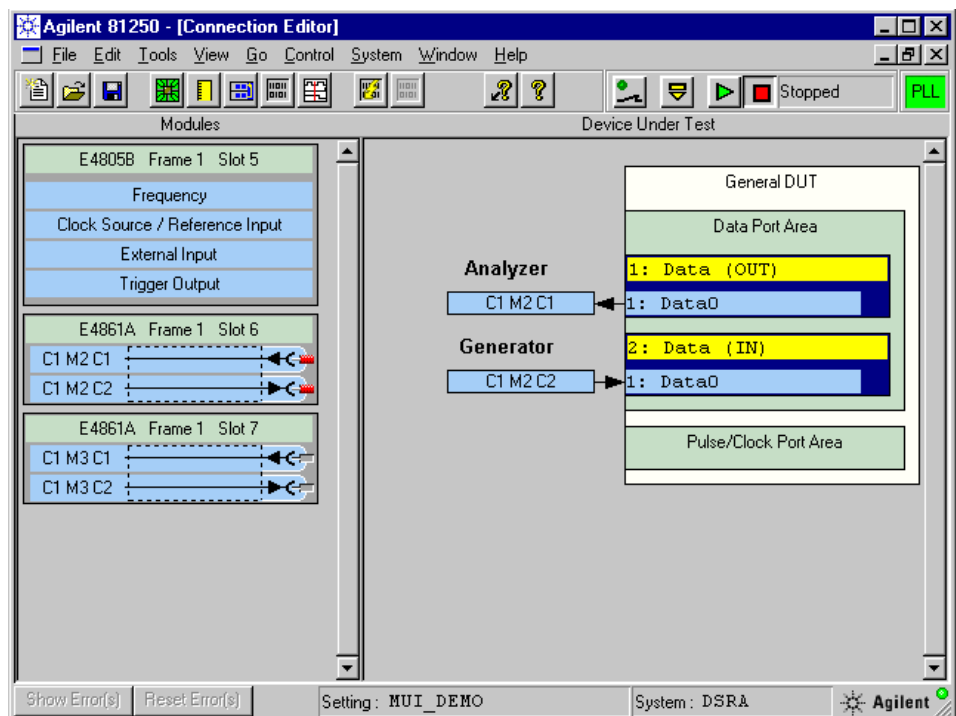 Agilent 81250 - [Connection Editor]
File Edit Tools View Go Control System Window Help
Stopped
PLL
Modules
Device Under Test
E4805B Frame 1 Slot 5
Frequency
Clock Source / Reference Input
External Input
Trigger Output
E4861A Frame 1 Slot 6
C1 M2 C1
C1 M2 C2
E4861A Frame 1 Slot 7
C1 M3 C1
C1 M3 C2
General DUT
Data Port Area
Analyzer
1: Data (OUT)
C1 M2 C1
1: Data0
Generator
2: Data (IN)
C1 M2 C2
1: Data0
Pulse/Clock Port Area
Show Error(s)
Reset Error(s)
Setting: MUI_DEMO
System: DSRA
Agilent